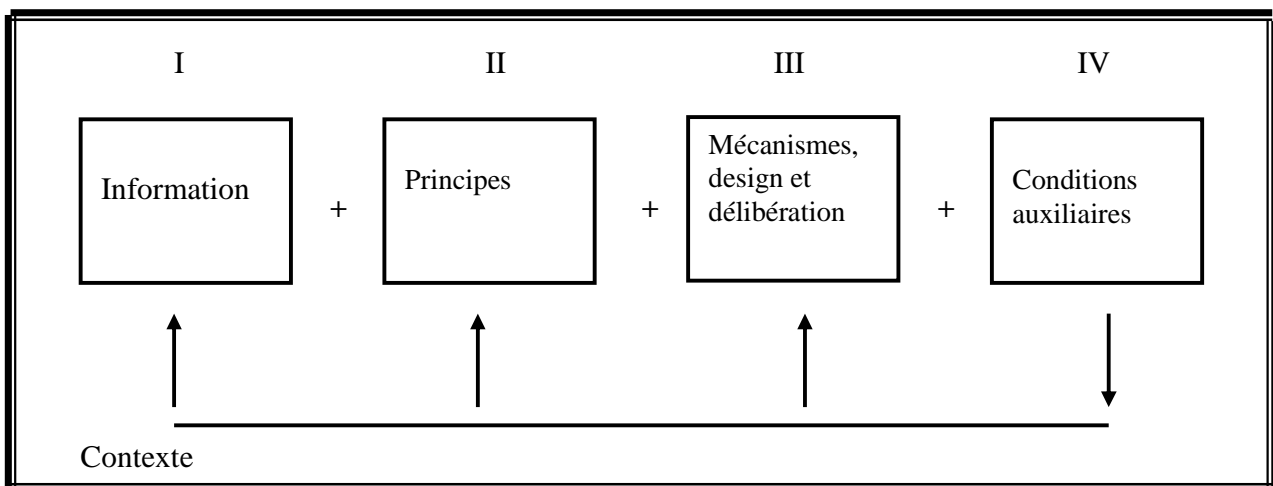 I II III IV
Information + Principes + Mécanismes,
design et
délibération + Conditions
auxiliaires
Contexte